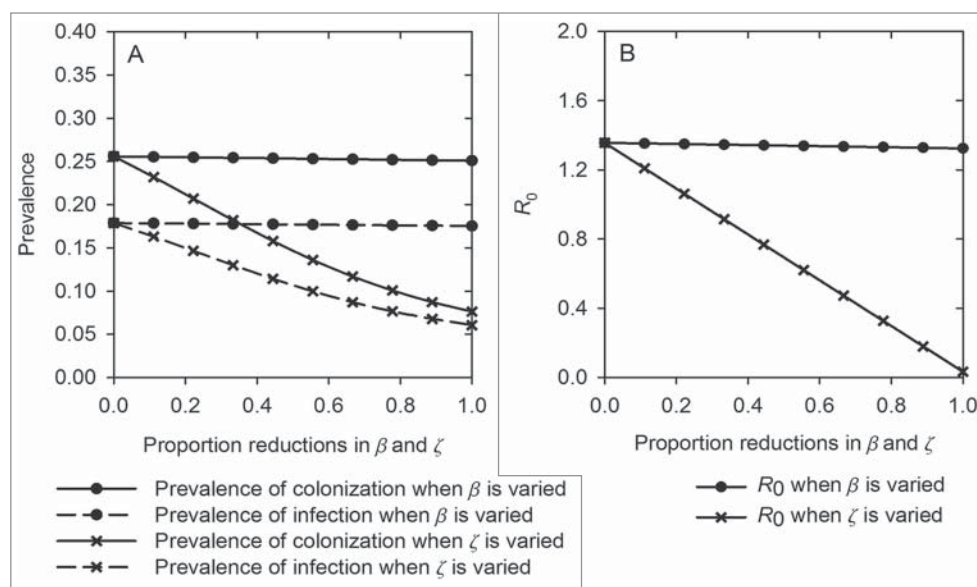 A
0.40
0.35
0.30
0.25
0.20
0.15
0.10
0.05
0.00
Prevalence
0.0 0.2 0.4 0.6 0.8 1.0
Proportion reductions in β and ζ
Prevalence of colonization when β is varied
Prevalence of infection when β is varied
Prevalence of colonization when ζ is varied
Prevalence of infection when ζ is varied
B
2.0
1.6
1.2
0.8
0.4
0.0
R0
0.0 0.2 0.4 0.6 0.8 1.0
Proportion reductions in β and ζ
R0 when β is varied
R0 when ζ is varied